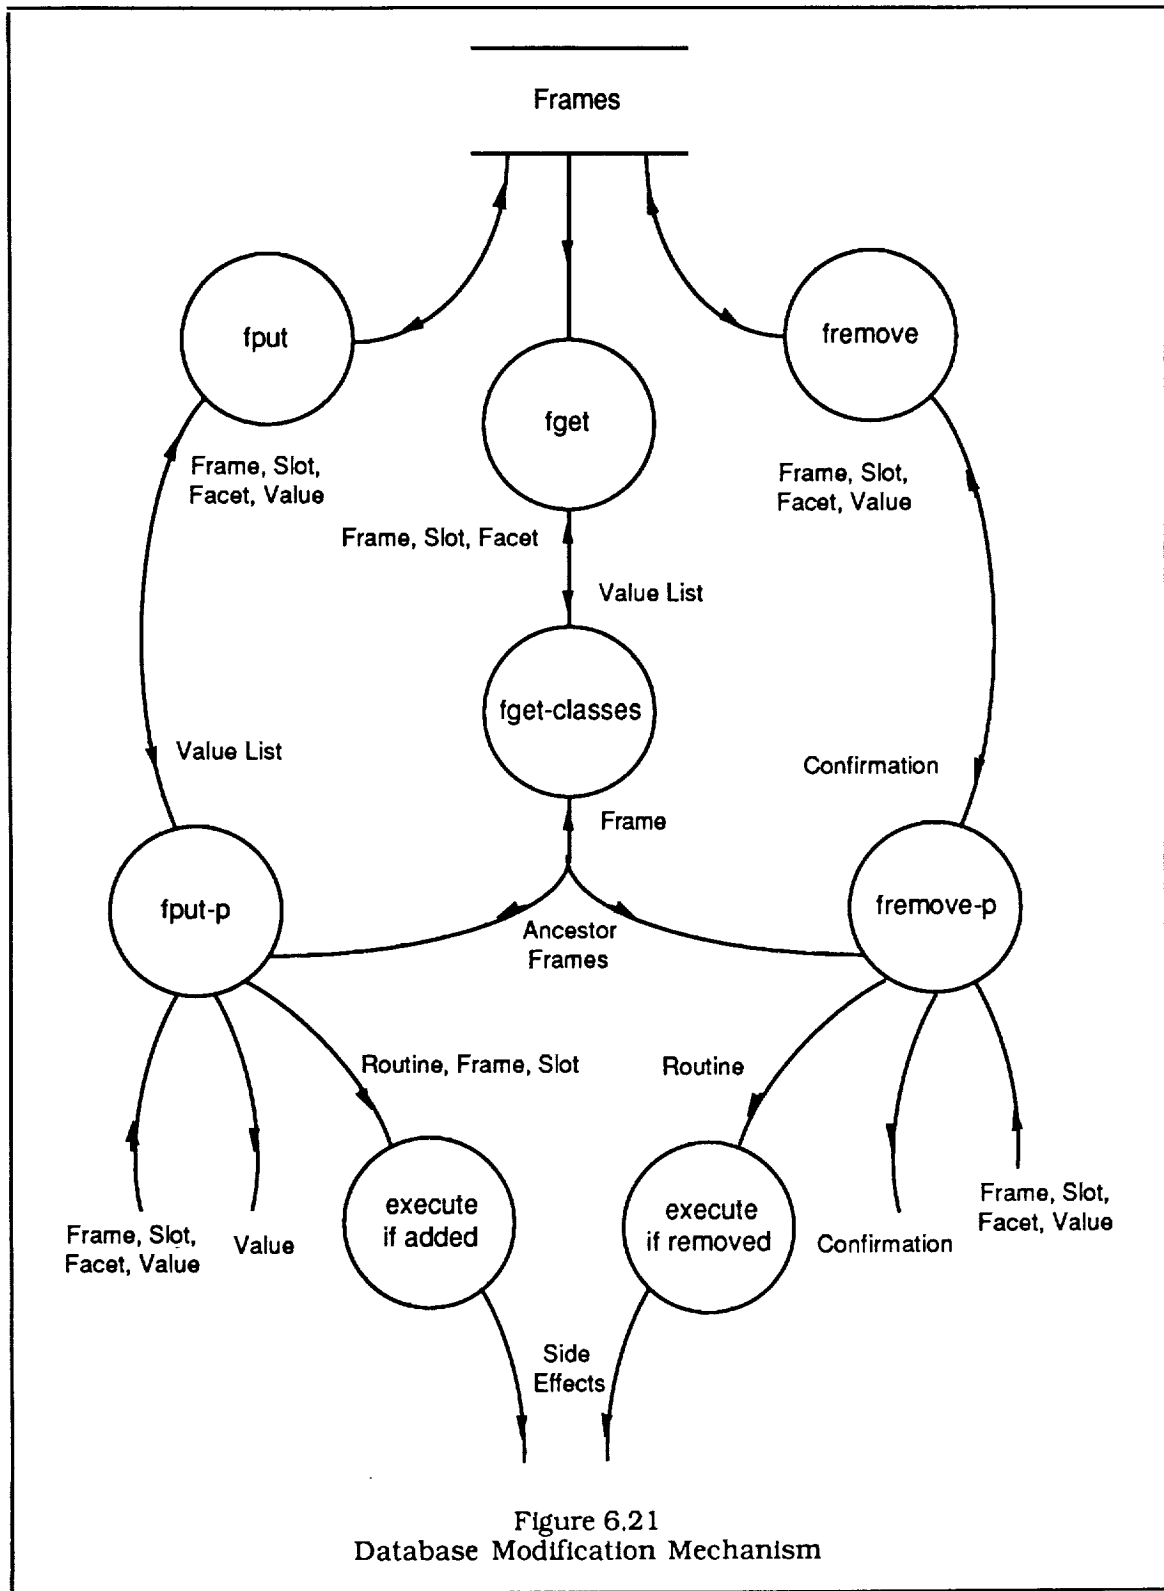 Frames
fput
fremove
fget
Frame, Slot,
Facet, Value
Frame, Slot,
Facet, Value
Frame, Slot, Facet
Value List
fget-classes
Value List
Confirmation
Frame
fput-p
fremove-p
Ancestor
Frames
Routine, Frame, Slot
Routine
execute
if added
execute
if removed
Frame, Slot,
Facet, Value
Value
Confirmation
Frame, Slot,
Facet, Value
Side
Effects
Figure 6.21
Database Modification Mechanism